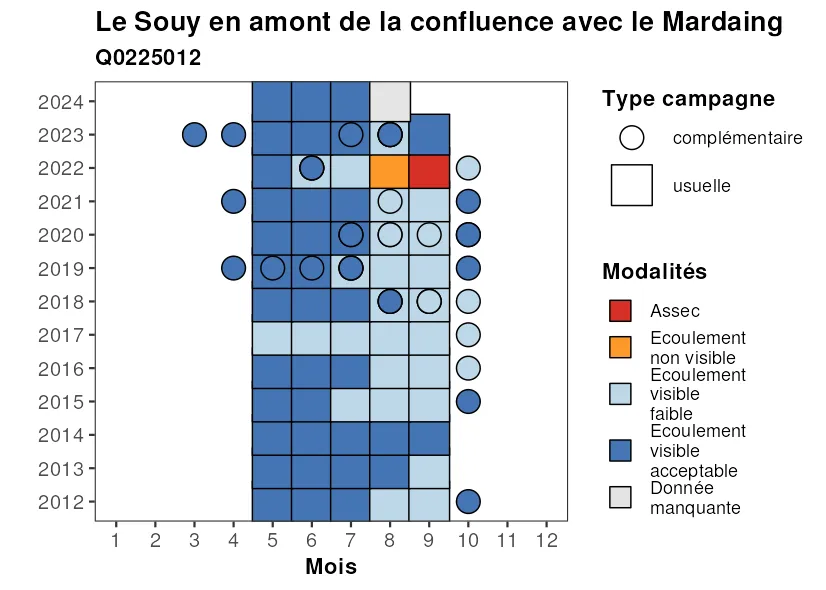 Le Souy en amont de la confluence avec le Mardaing
Q0225012
2024
2023
2022
2021
2020
2019
2018
2017
2016
2015
2014
2013
2012
1 2 3 4 5 6 7 8 9 10 11 12
Mois
Type campagne
complémentaire
usuelle
Modalités
Assec
Ecoulement
non visible
Ecoulement
visible
faible
Ecoulement
visible
acceptable
Donnée
manquante